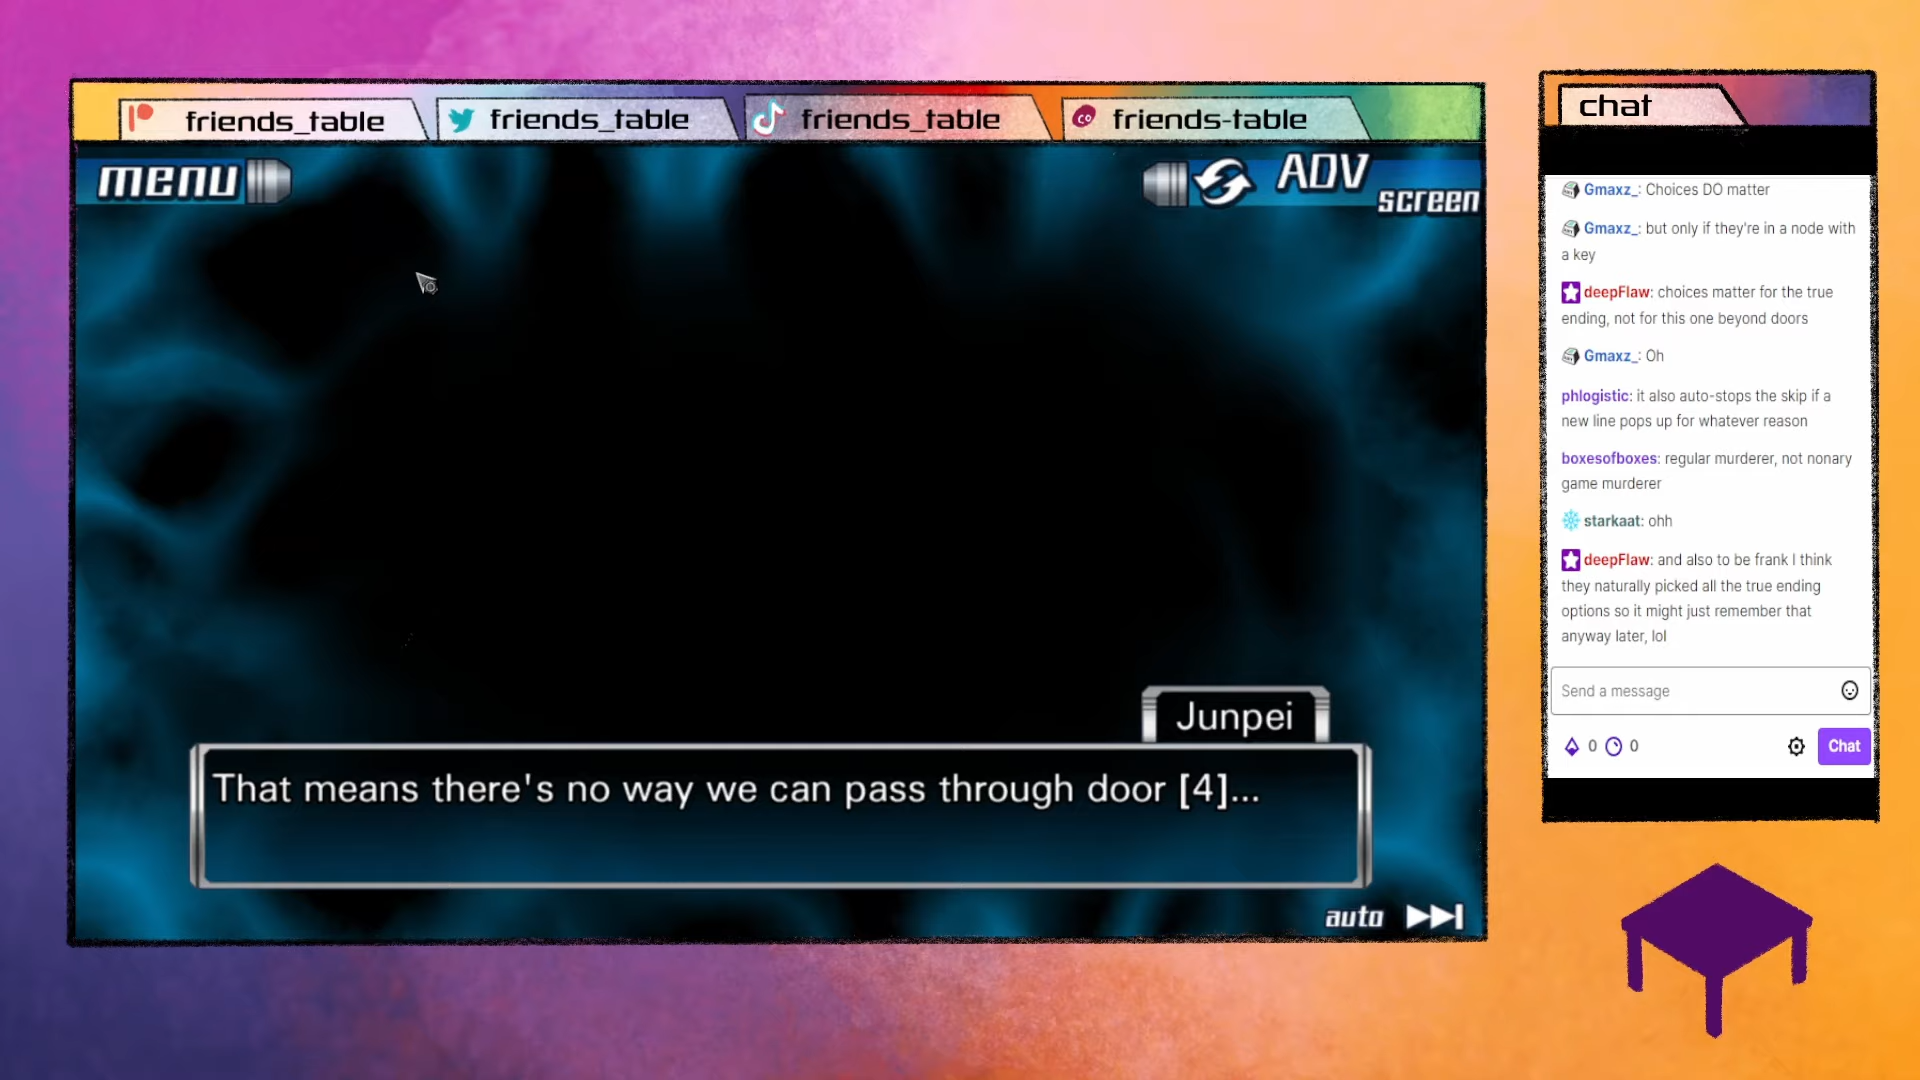 friends_table
friends_table
friends_table
friends-table
menu
ADV
screen
Junpei
That means there's no way we can pass through door [4]...
auto
chat
Gmaxz_: Choices DO matter
Gmaxz_: but only if they're in a node with
a key
deepFlaw: choices matter for the true
ending, not for this one beyond doors
Gmaxz_: Oh
phlogistic: it also auto-stops the skip if a
new line pops up for whatever reason
boxesofboxes: regular murderer, not nonary
game murderer
starkaat: ohh
deepFlaw: and also to be frank I think
they naturally picked all the true ending
options so it might just remember that
anyway later, lol
Send a message
0 0
Chat